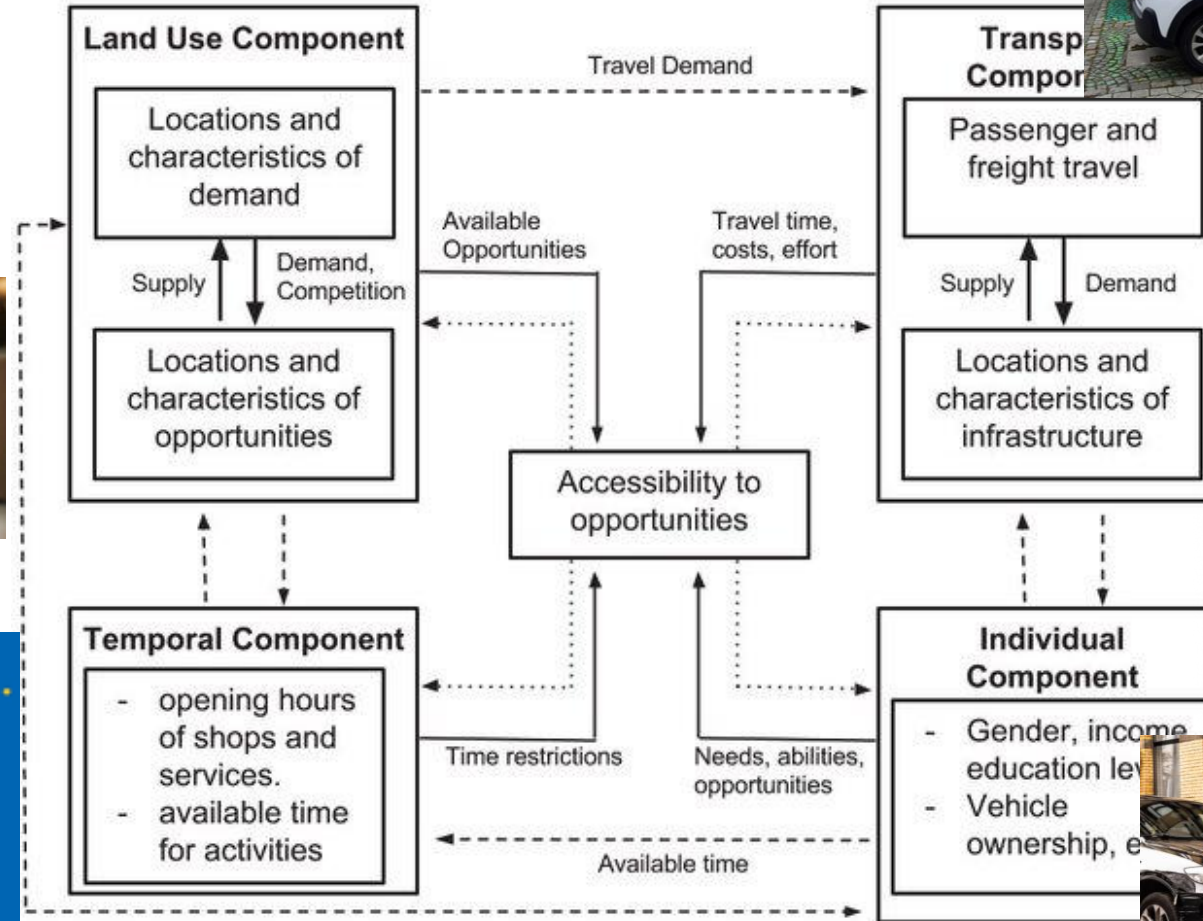 Land Use Component
Locations and
characteristics of
demand
Supply
Demand,
Competition
Locations and
characteristics of
opportunities
Travel Demand
Available
Opportunities
Travel time,
costs, effort
Passenger and
freight travel
Supply
Demand
Locations and
characteristics of
infrastructure
Accessibility to
opportunities
Temporal Component
- opening hours
of shops and
services.
- available time
for activities
Time restrictions
Needs, abilities,
opportunities
Available time
Individual
Component
- Gender, income
education
- Vehicle
ownership,